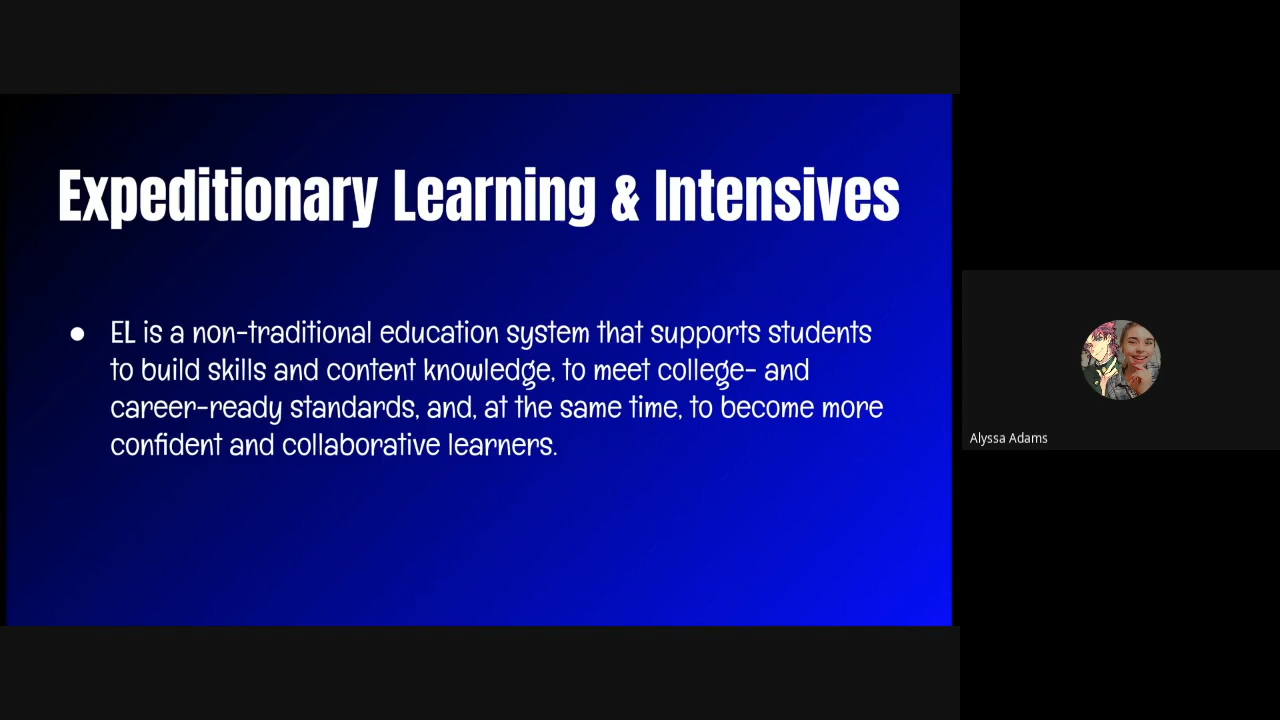 Expeditionary Learning & Intensives
● EL is a non-traditional education system that supports students
to build skills and content knowledge, to meet college- and
career-ready standards, and, at the same time, to become more
confident and collaborative learners.
Alyssa Adams